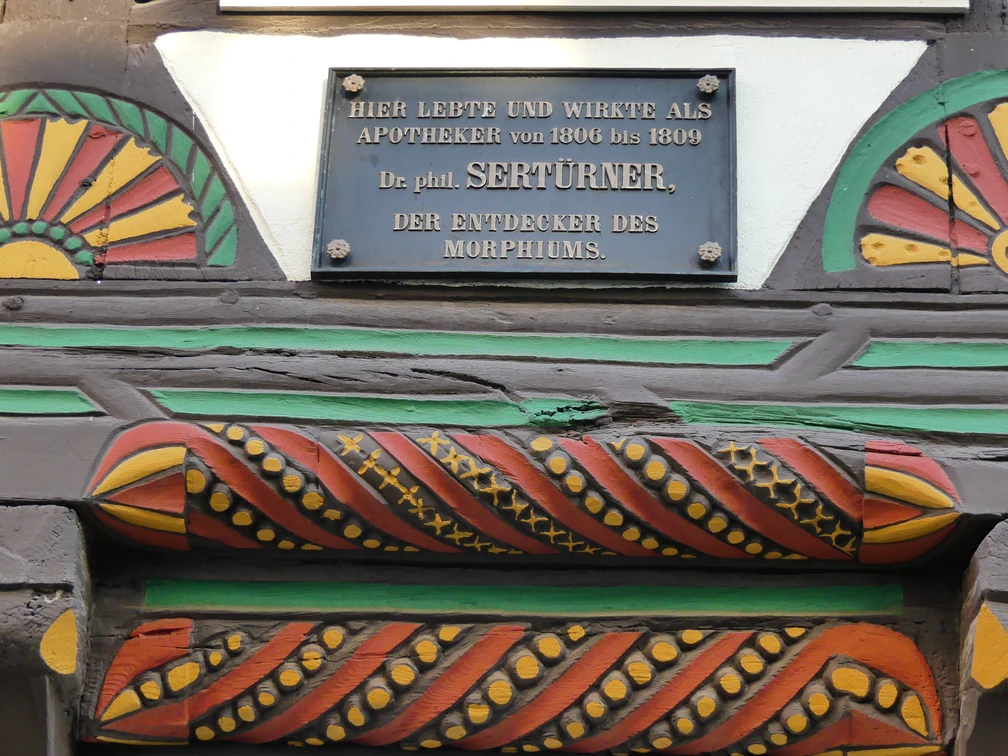 HIER LEBTE UND WIRKTE ALS
APOTHEKER von 1806 bis 1809
Dr. phil. SERTÜRNER,
DER ENTDECKER DES
MORPHIUMS.